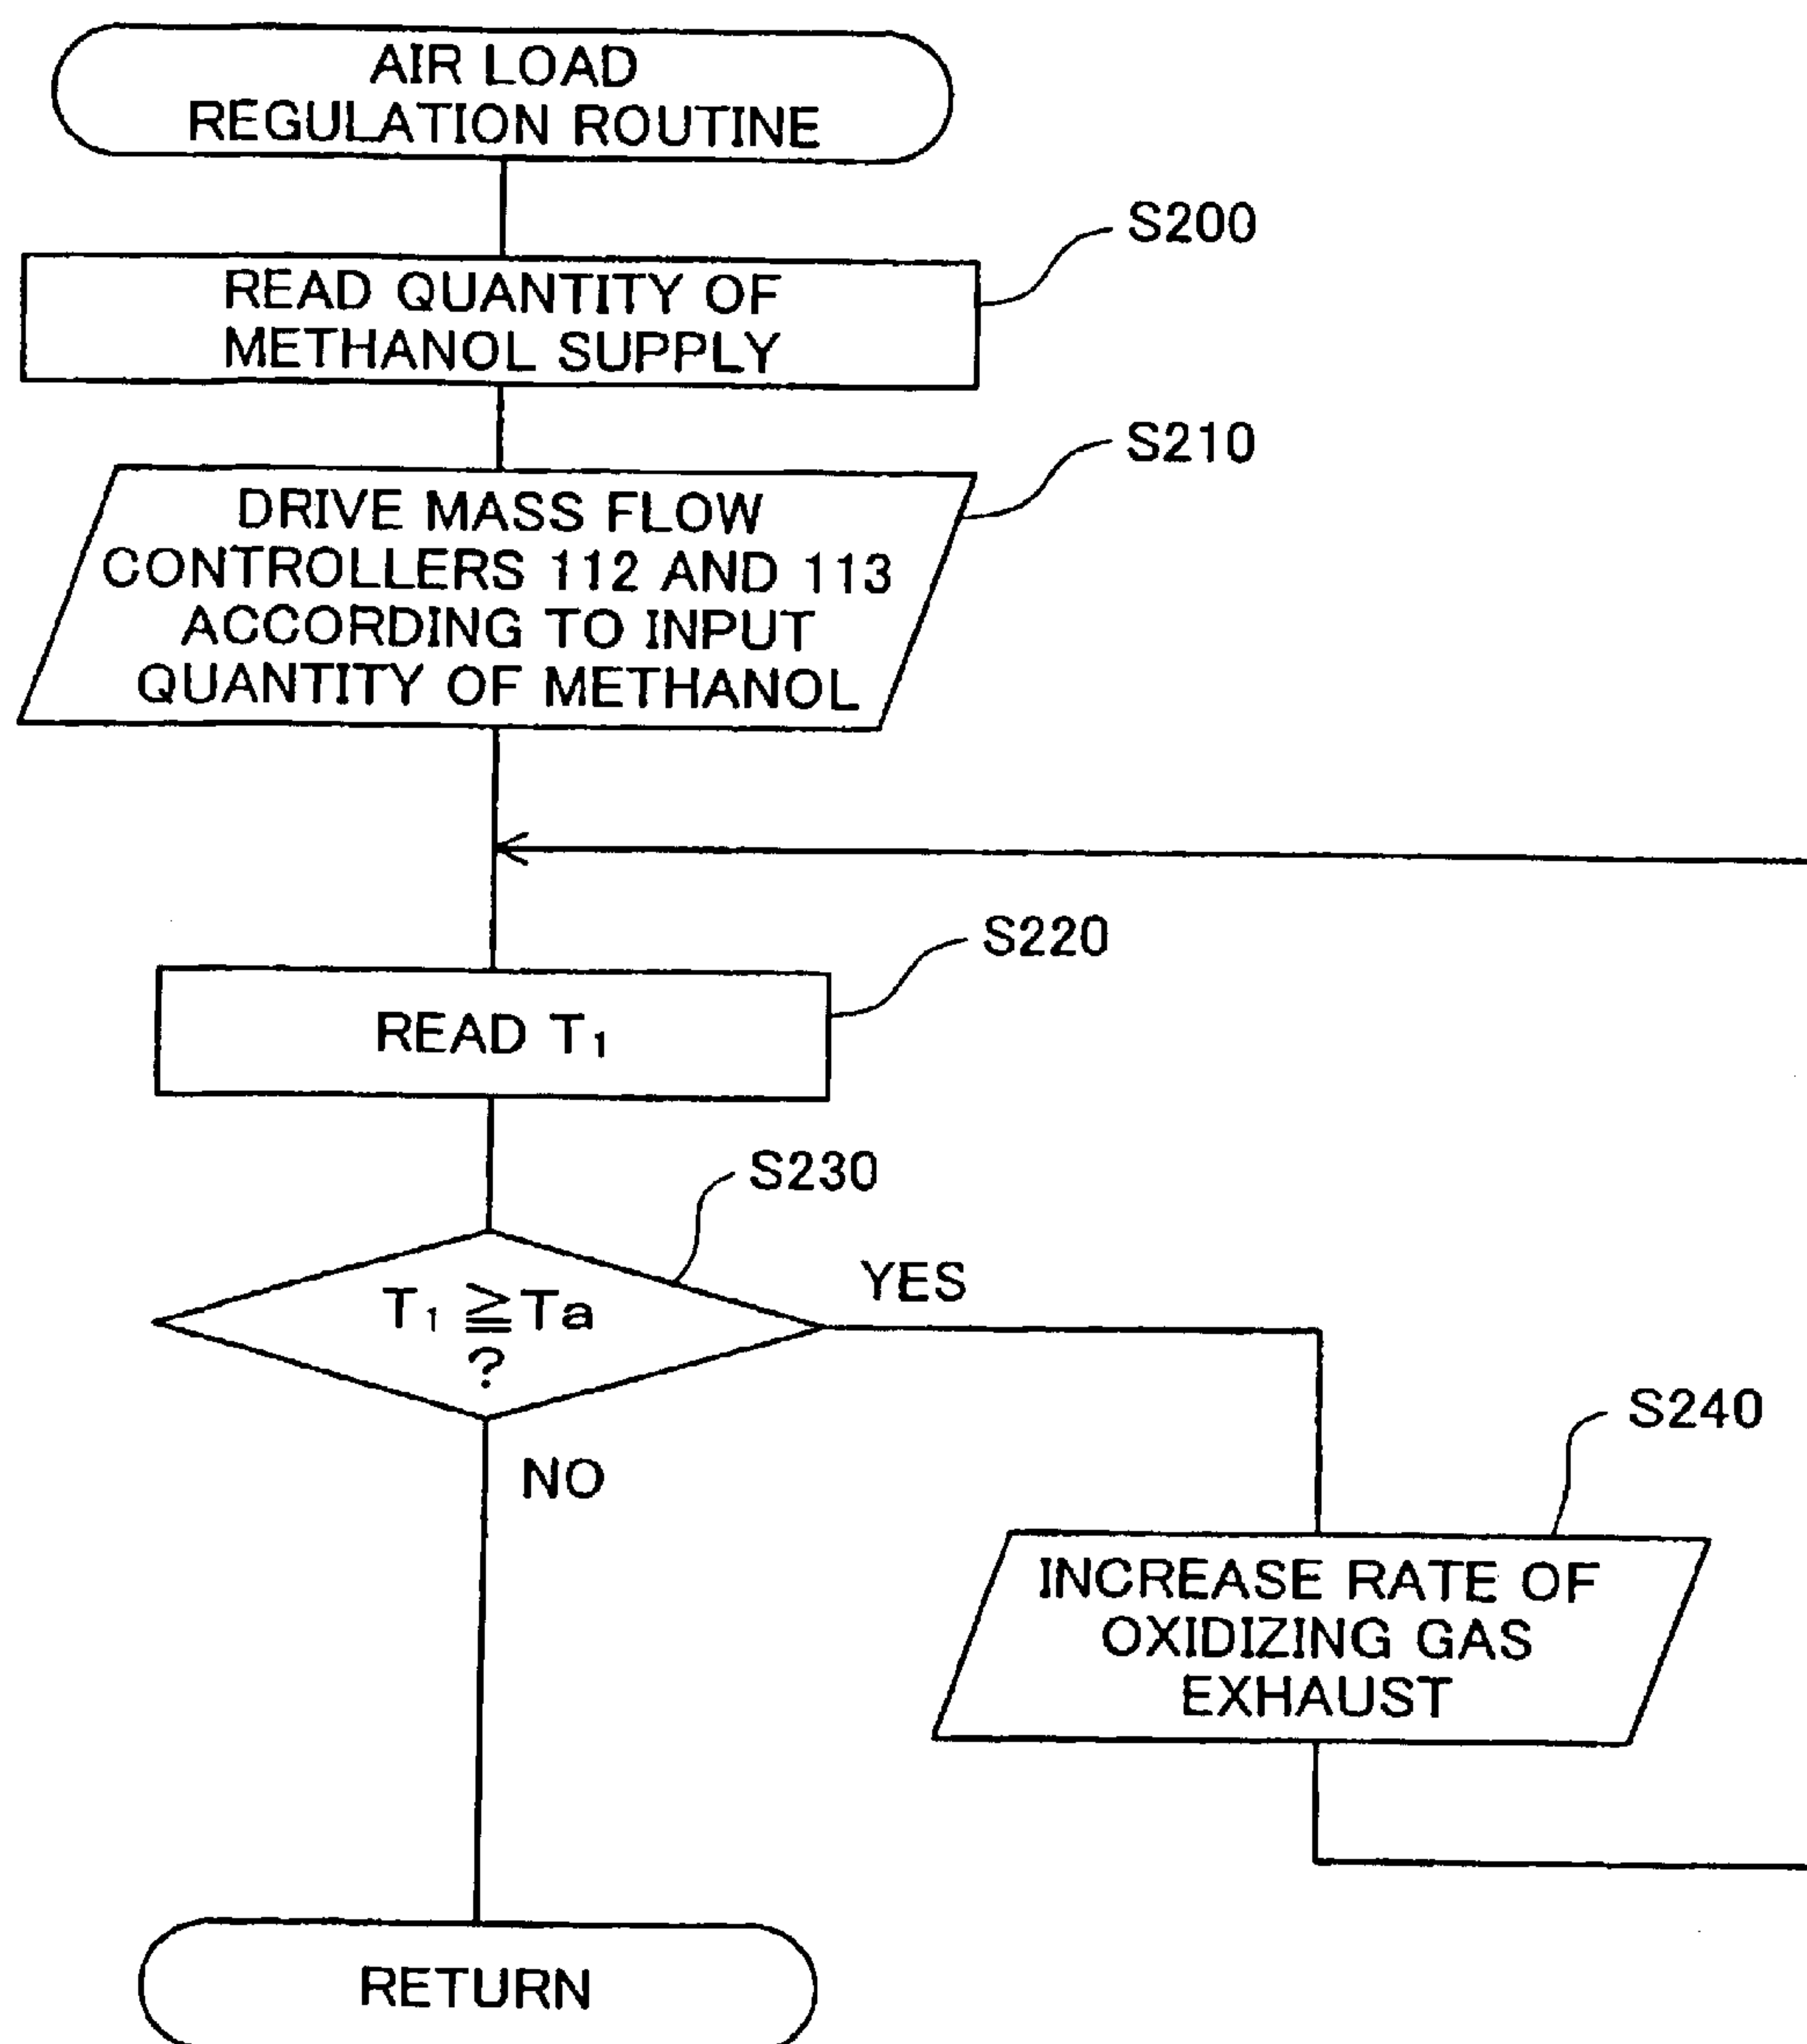 AIR LOAD
REGULATION ROUTINE
S200
READ QUANTITY OF
METHANOL SUPPLY
S210
DRIVE MASS FLOW
CONTROLLERS 112 AND 113
ACCORDING TO INPUT
QUANTITY OF METHANOL
S220
READ T₁
S230
T₁ ≧ Ta
?
YES
NO
S240
INCREASE RATE OF
OXIDIZING GAS
EXHAUST
RETURN